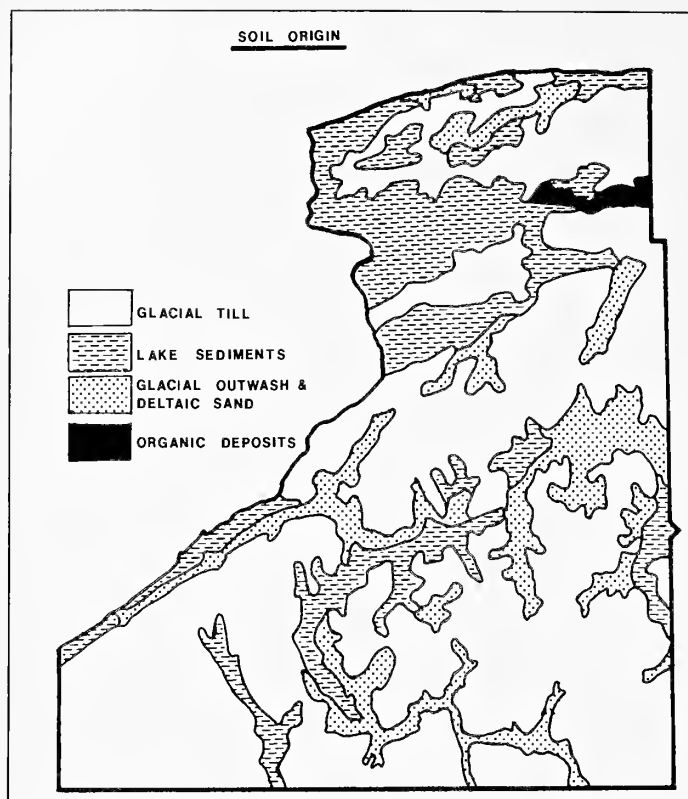 SOIL ORIGIN
GLACIAL TILL
LAKE SEDIMENTS
GLACIAL OUTWASH &
DELTAIC SAND
ORGANIC DEPOSITS